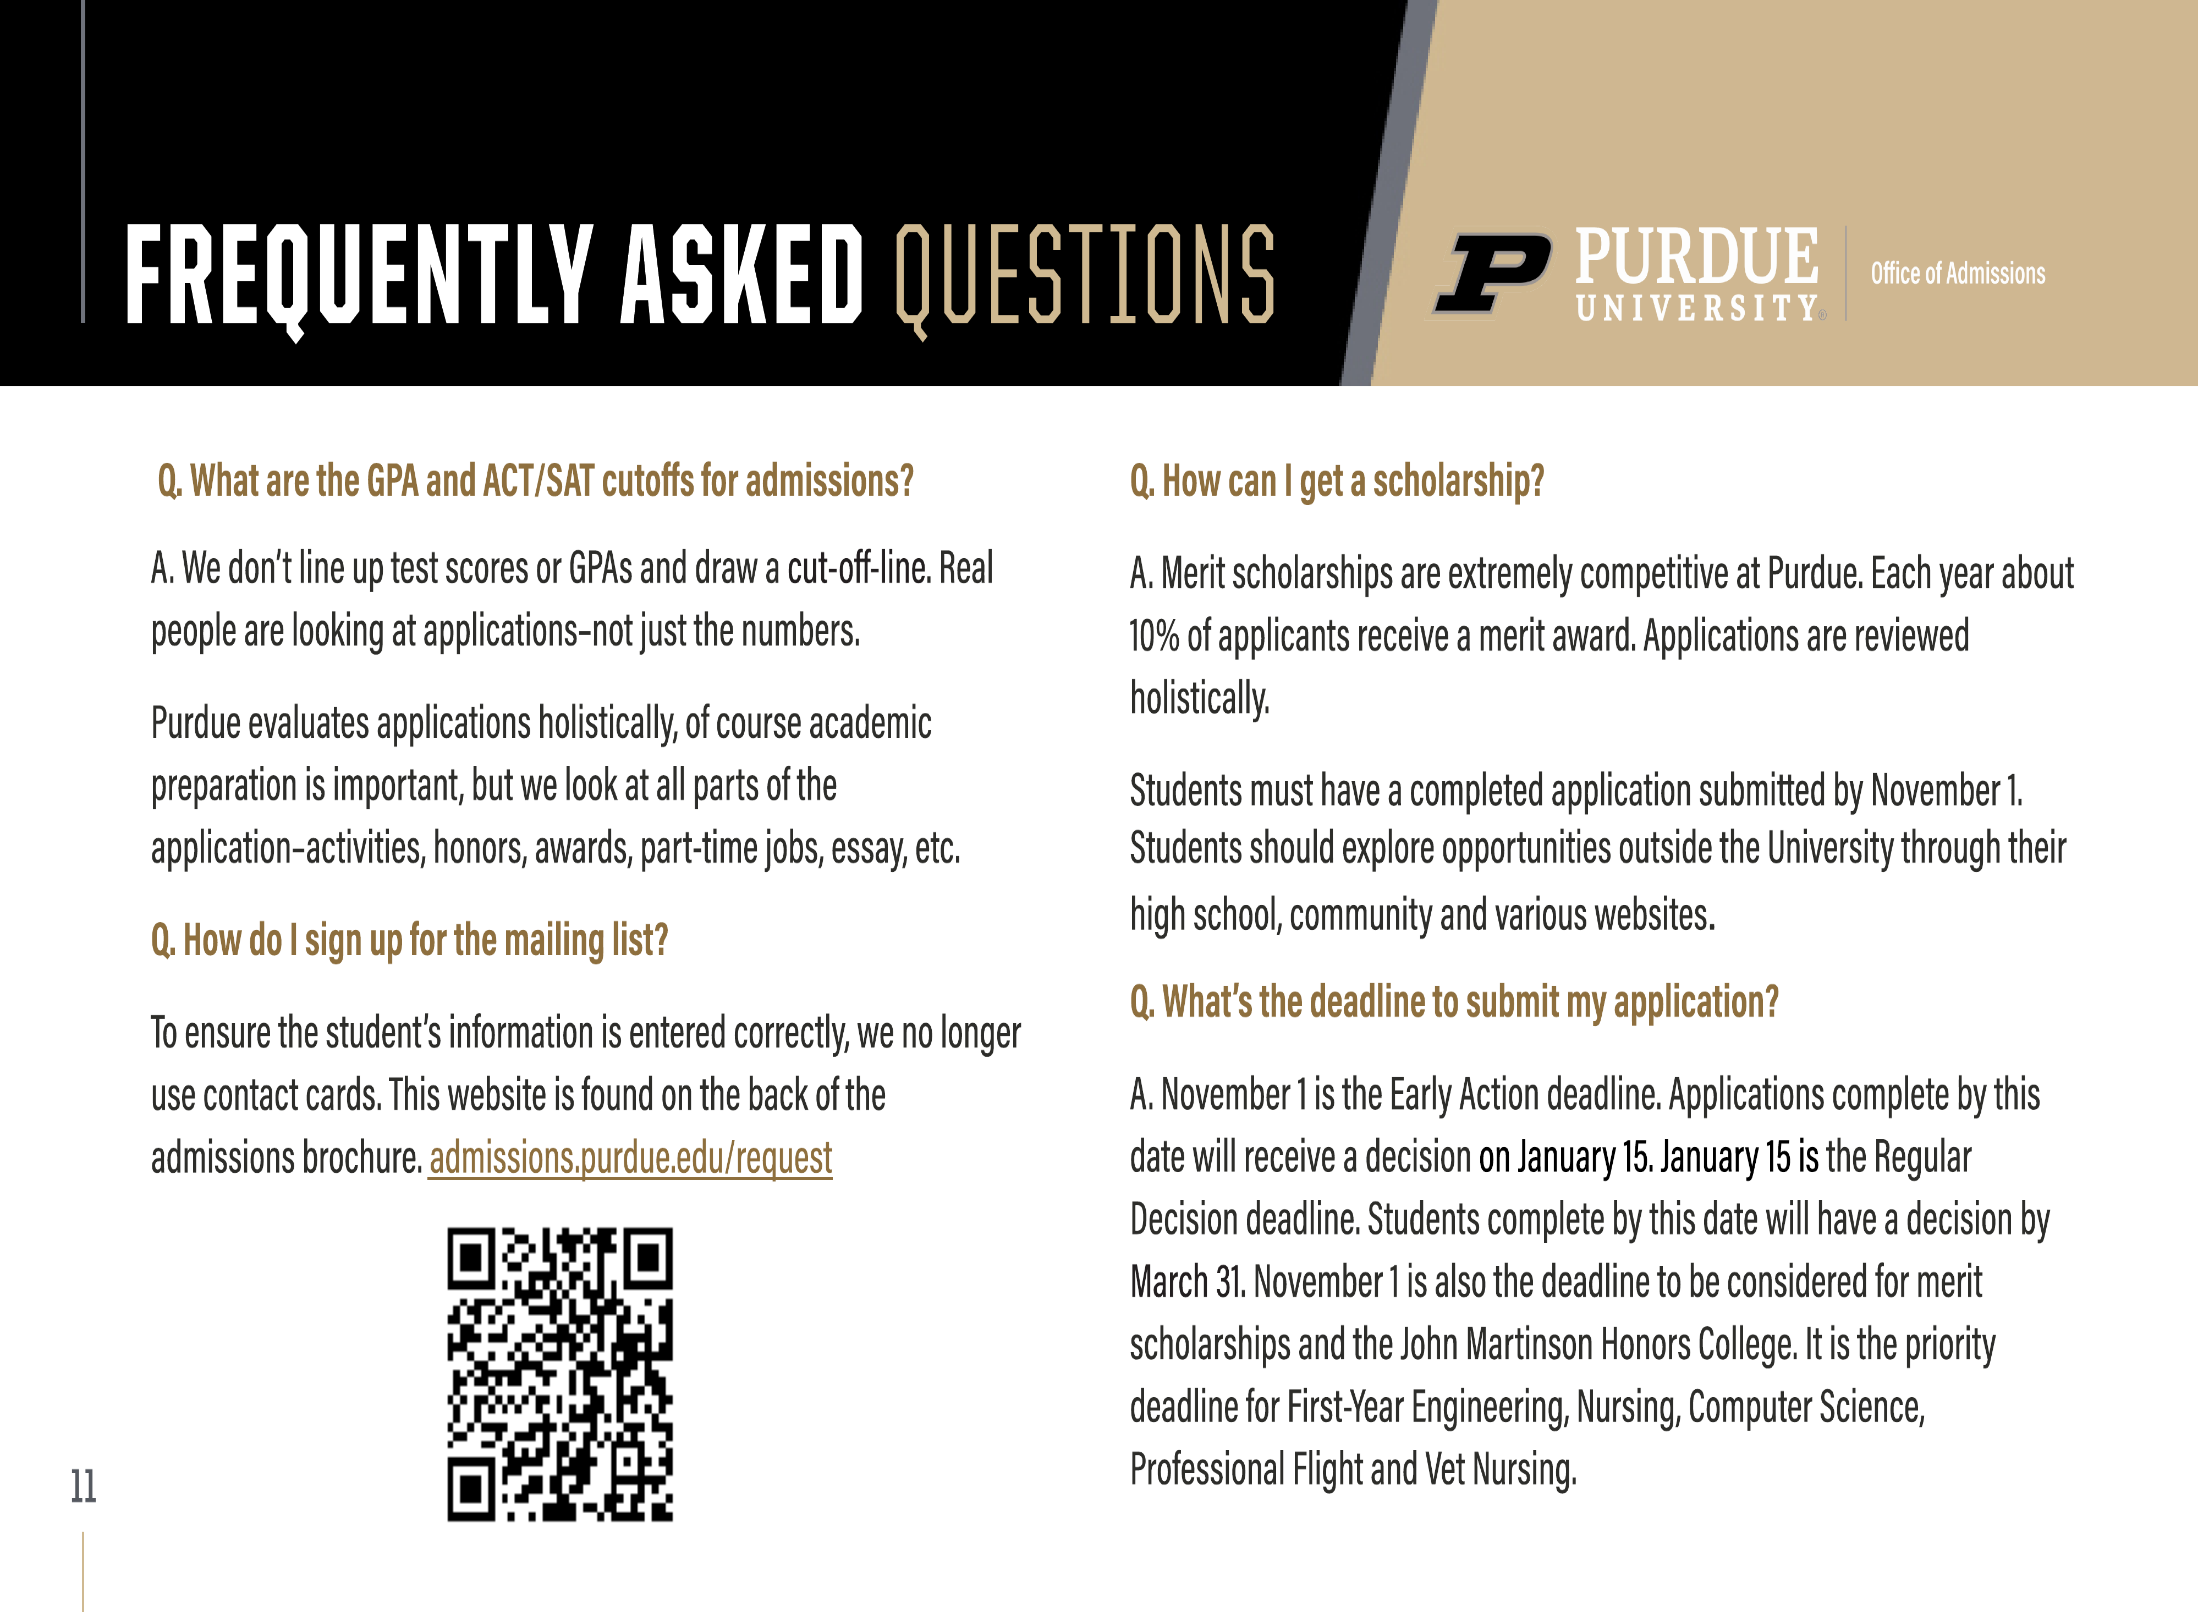 FREQUENTLY ASKED QUESTIONS
PURDUE
UNIVERSITY®
Office of Admissions
Q. What are the GPA and ACT/SAT cutoffs for admissions?
A. We don’t line up test scores or GPAs and draw a cut-off-line. Real
people are looking at applications–not just the numbers.
Purdue evaluates applications holistically, of course academic
preparation is important, but we look at all parts of the
application–activities, honors, awards, part-time jobs, essay, etc.
Q. How do I sign up for the mailing list?
To ensure the student’s information is entered correctly, we no longer
use contact cards. This website is found on the back of the
admissions brochure. admissions.purdue.edu/request
Q. How can I get a scholarship?
A. Merit scholarships are extremely competitive at Purdue. Each year about
10% of applicants receive a merit award. Applications are reviewed
holistically.
Students must have a completed application submitted by November 1.
Students should explore opportunities outside the University through their
high school, community and various websites.
Q. What’s the deadline to submit my application?
A. November 1 is the Early Action deadline. Applications complete by this
date will receive a decision on January 15. January 15 is the Regular
Decision deadline. Students complete by this date will have a decision by
March 31. November 1 is also the deadline to be considered for merit
scholarships and the John Martinson Honors College. It is the priority
deadline for First-Year Engineering, Nursing, Computer Science,
Professional Flight and Vet Nursing.
11